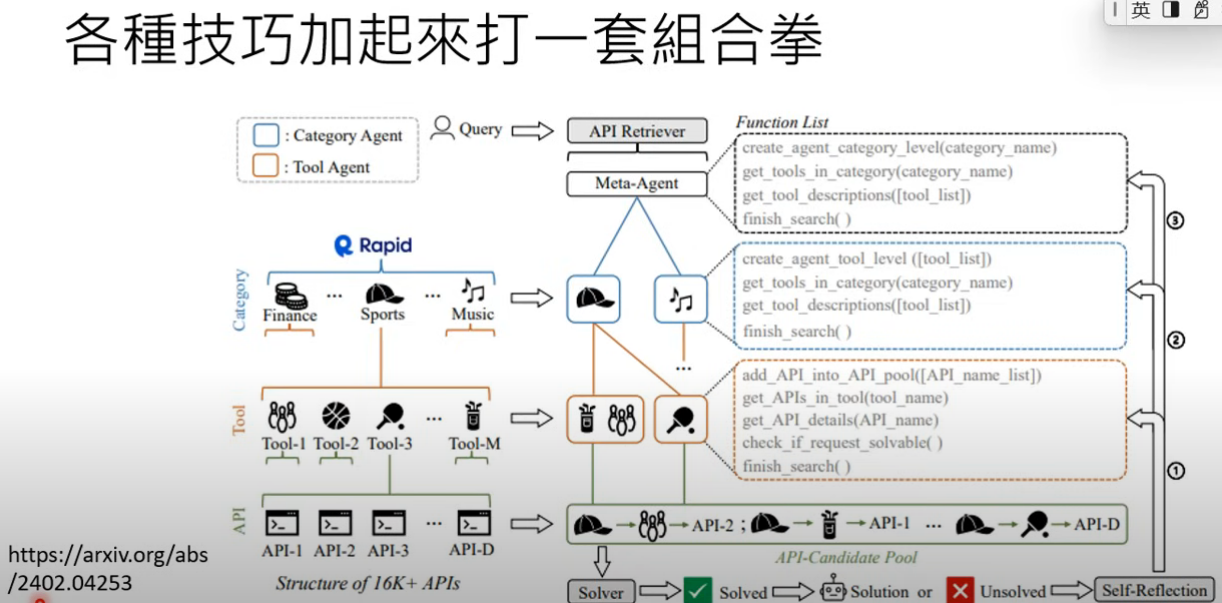 英
各種技巧加起來打一套組合拳
: Category Agent
: Tool Agent
Query
API Retriever
Meta-Agent
Function List
create_agent_category_level(category_name)
get_tools_in_category(category_name)
get_tool_descriptions([tool_list])
finish_search( )
③
Rapid
Category
Finance
...
Sports
...
Music
create_agent_tool_level ([tool_list])
get_tools_in_category(category_name)
get_tool_descriptions([tool_list])
finish_search( )
②
...
Tool
Tool-1
Tool-2
Tool-3
...
Tool-M
add_API_into_API_pool([API_name_list])
get_APIs_in_tool(tool_name)
get_API_details(API_name)
check_if_request_solvable( )
finish_search( )
①
API
API-1
API-2
API-3
...
API-D
API-2 ;
API-1
...
API-D
API-Candidate Pool
https://arxiv.org/abs
/2402.04253
Structure of 16K+ APIs
Solver
Solved
Solution or
Unsolved
Self-Reflection